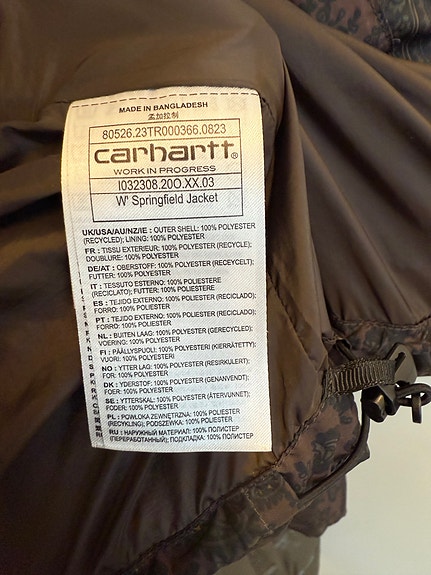 MADE IN BANGLADESH
孟加拉制
80526.23TR000366.0823
carhartt®
WORK IN PROGRESS
I032308.20O.XX.03
W' Springfield Jacket
UK/USA/AU/NZ/IE : OUTER SHELL: 100% POLYESTER
(RECYCLED); LINING: 100% POLYESTER
FR : TISSU EXTERIEUR: 100% POLYESTER (RECYCLE);
DOUBLURE: 100% POLYESTER
DE/AT : OBERSTOFF: 100% POLYESTER (RECYCELT);
FUTTER: 100% POLYESTER
IT : TESSUTO ESTERNO: 100% POLIESTERE
(RECICLATO); FUTTER: 100% POLIESTERE
ES : TEJIDO EXTERNO: 100% POLIESTER (RECICLADO);
FORRO: 100% POLIESTER
PT : TEJIDO EXTERNO: 100% POLIESTER (RECICLADO);
FORRO: 100% POLIESTER
NL : BUITEN LAAG: 100% POLYESTER (GERECYCLED);
VOERING: 100% POLYESTER
FI : PÄÄLLYSPUOLI: 100% POLYESTERI (KIERRÄTETTY);
VUORI: 100% POLYESTERI
NO : YTTER LAG: 100% POLYESTER (RESIRKULERT);
FOR: 100% POLYESTER
DK : YDERSTOF: 100% POLYESTER (GENANVENDT);
FOER: 100% POLYESTER
SE : YTTERSKAL: 100% POLYESTER (ÅTERVUNNET);
FODER: 100% POLYESTER
PL : POWLOKA ZEWNĘTRZNA: 100% POLIESTER
(RECYKLING); PODSZEWKA: 100% POLIESTER
RU : НАРУЖНЫЙ МАТЕРИАЛ: 100% ПОЛИЭСТЕР
(ПЕРЕРАБОТАННЫЙ); ПОДКЛАДКА: 100% ПОЛИЭСТЕР